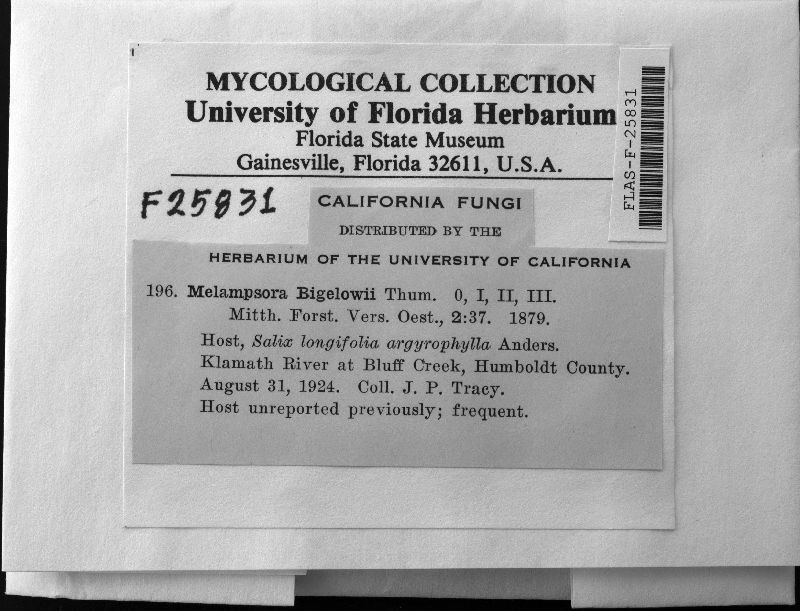 MYCOLOGICAL COLLECTION
University of Florida Herbarium
Florida State Museum
Gainesville, Florida 32611, U.S.A.
FLAS-F-25831
F25831
CALIFORNIA FUNGI
DISTRIBUTED BY THE
HERBARIUM OF THE UNIVERSITY OF CALIFORNIA
196. Melampsora Bigelowii Thum. 0, I, II, III.
Mitth. Forst. Vers. Oest., 2:37. 1879.
Host, Salix longifolia argyrophylla Anders.
Klamath River at Bluff Creek, Humboldt County.
August 31, 1924. Coll. J. P. Tracy.
Host unreported previously; frequent.